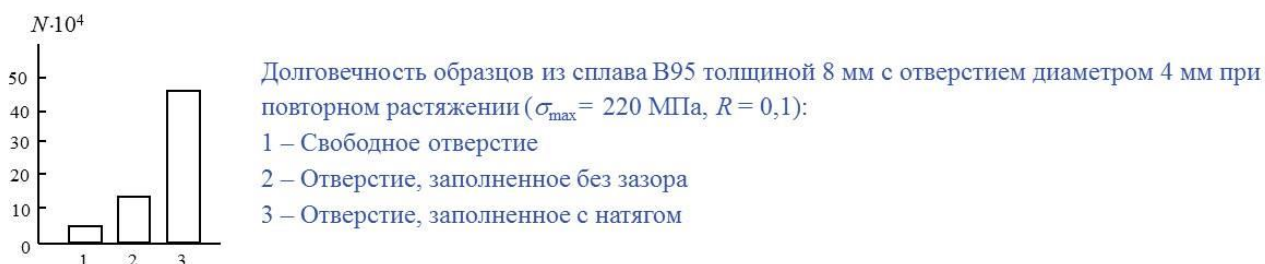 N·10⁴
50
40
30
20
10
0
1 2 3
Долговечность образцов из сплава В95 толщиной 8 мм с отверстием диаметром 4 мм при
повторном растяжении (σmax= 220 МПа, R = 0,1):
1 – Свободное отверстие
2 – Отверстие, заполненное без зазора
3 – Отверстие, заполненное с натягом